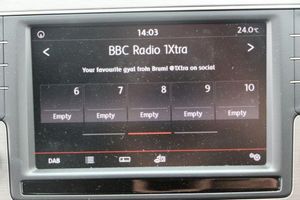 14:03
24.0°C
< BBC Radio 1Xtra >
Your favourite gyal from Brum! @1Xtra on social
6 7 8 9 10
Empty Empty Empty Empty Empty
DAB